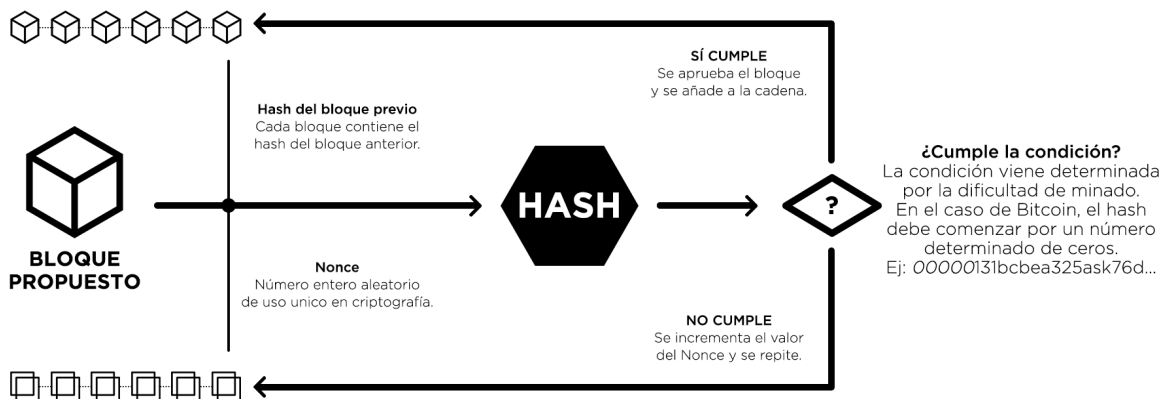 SÍ CUMPLE
Se aprueba el bloque
y se añade a la cadena.
Hash del bloque previo
Cada bloque contiene el
hash del bloque anterior.
BLOQUE
PROPUESTO
HASH
?
¿Cumple la condición?
La condición viene determinada
por la dificultad de minado.
En el caso de Bitcoin, el hash
debe comenzar por un número
determinado de ceros.
Ej: 00000131bcbea325ask76d...
Nonce
Número entero aleatorio
de uso unico en criptografía.
NO CUMPLE
Se incrementa el valor
del Nonce y se repite.